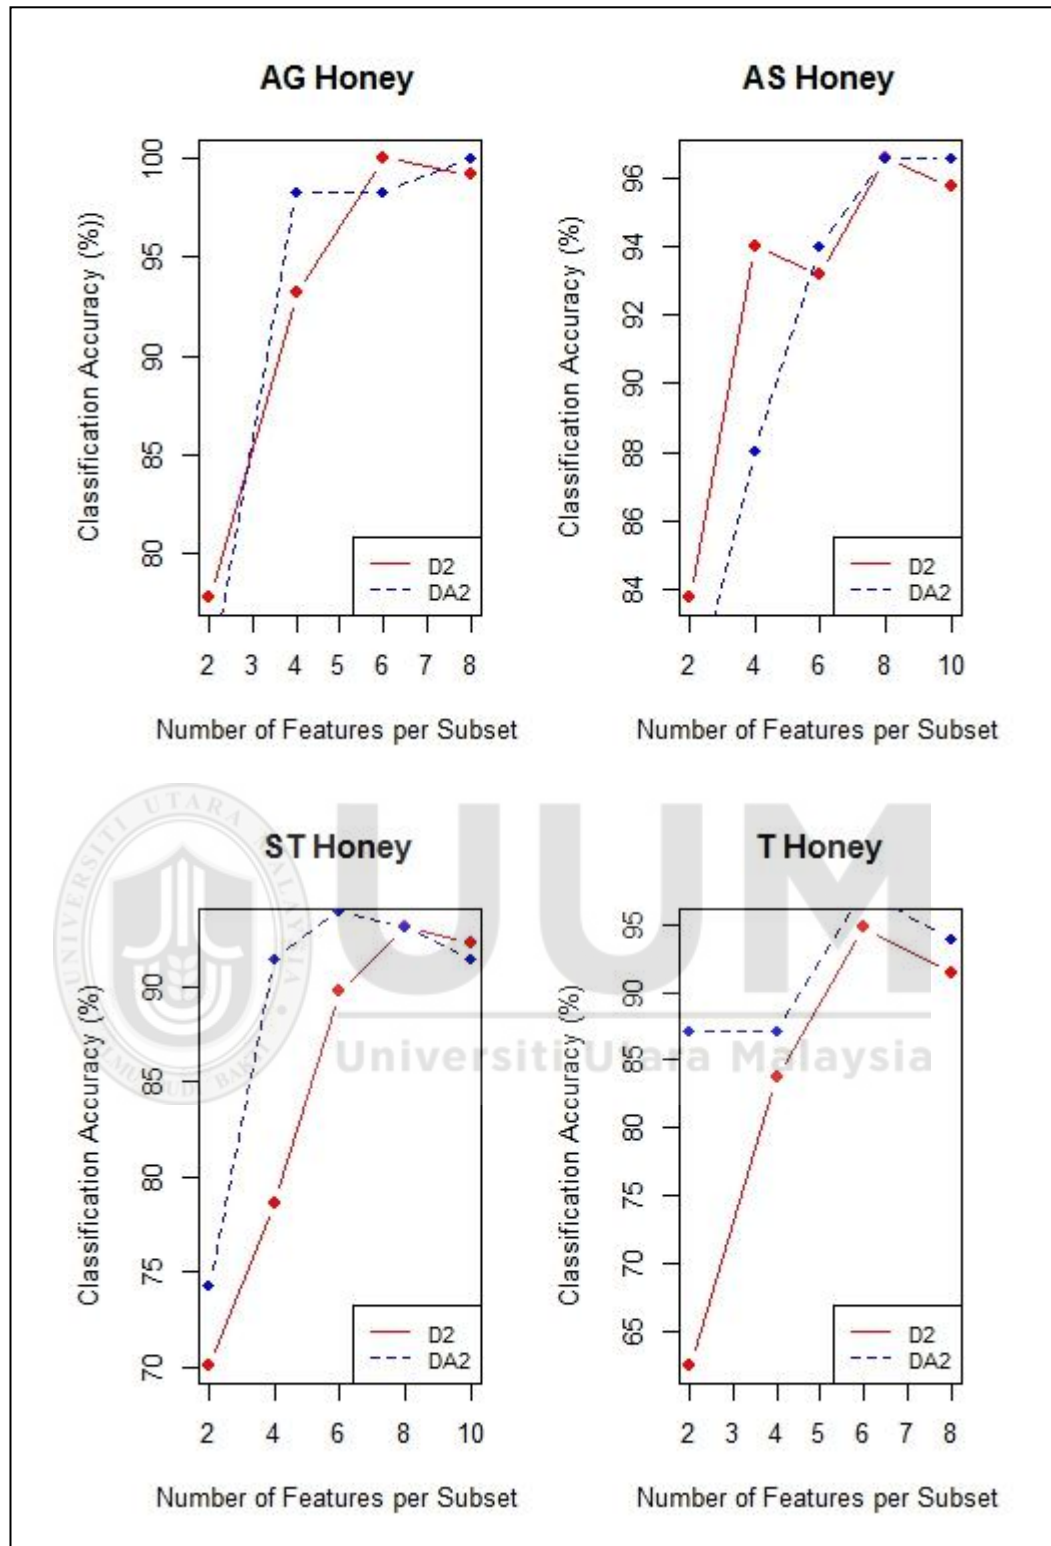 AG Honey
Classification Accuracy (%))
100
95
90
85
80
D2
DA2
2 3 4 5 6 7 8
Number of Features per Subset
AS Honey
Classification Accuracy (%)
96
94
92
90
88
86
84
D2
DA2
2 4 6 8 10
Number of Features per Subset
ST Honey
Classification Accuracy (%)
90
85
80
75
70
D2
DA2
2 4 6 8 10
Number of Features per Subset
T Honey
Classification Accuracy (%)
95
90
85
80
75
70
65
D2
DA2
2 3 4 5 6 7 8
Number of Features per Subset
UNIVERSITI UTARA MALAYSIA
UUM
Universiti Utara Malaysia